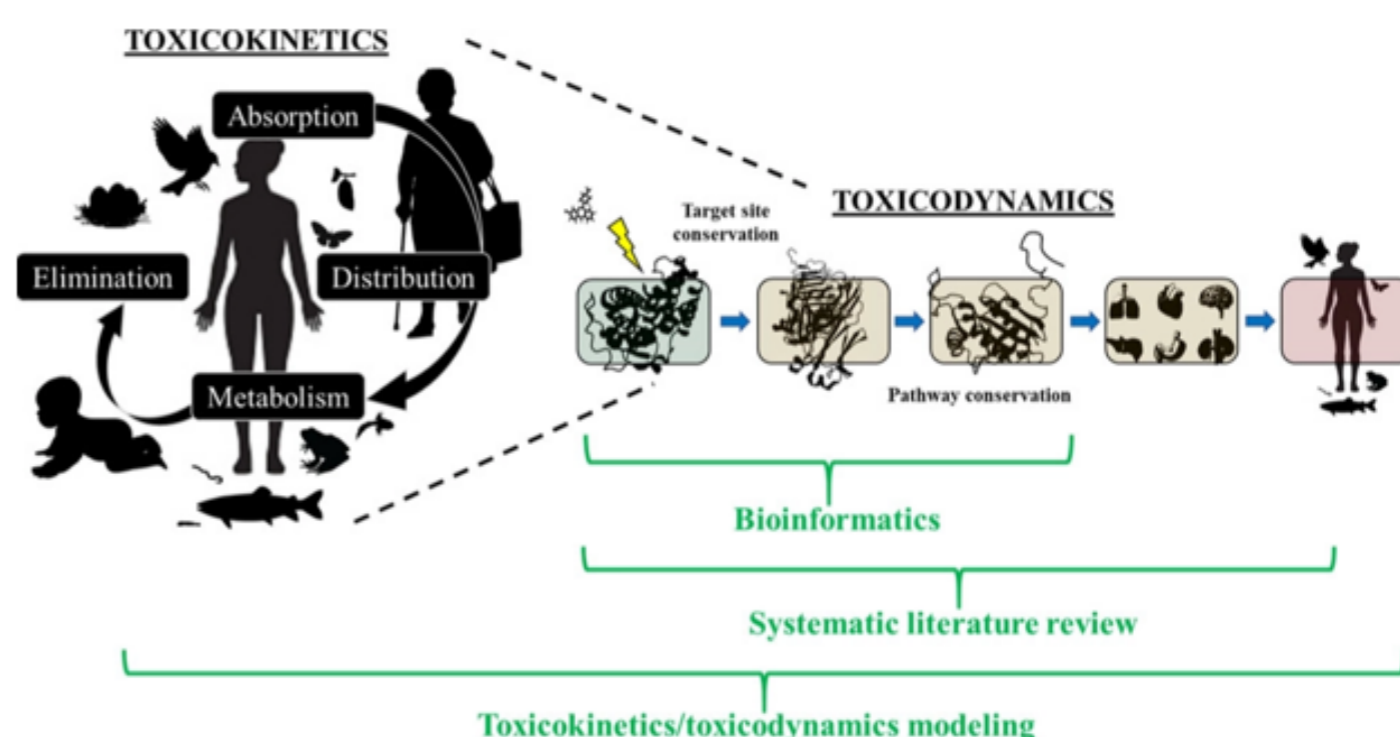 TOXICOKINETICS
Absorption
Elimination
Distribution
Metabolism
TOXICODYNAMICS
Target site
conservation
Pathway conservation
Bioinformatics
Systematic literature review
Toxicokinetics/toxicodynamics modeling